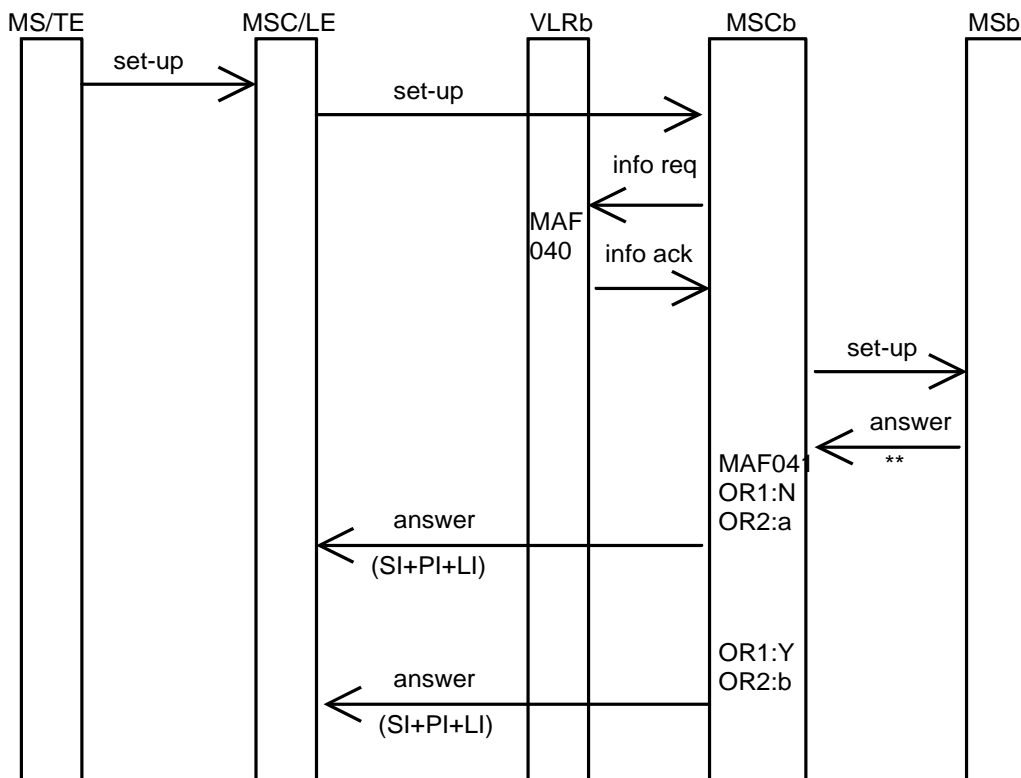 MS/TE
MSC/LE
VLRb
MSCb
MSb
set-up
set-up
info req
MAF
040
info ack
set-up
answer
**
MAF041
OR1:N
OR2:a
answer
(SI+PI+LI)
OR1:Y
OR2:b
answer
(SI+PI+LI)